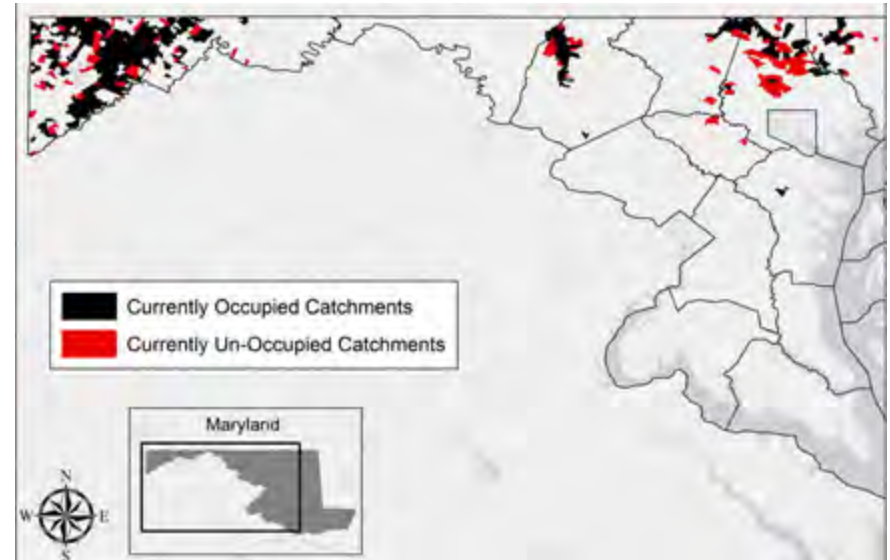 Currently Occupied Catchments
Currently Un-Occupied Catchments
Maryland
N
W E
S